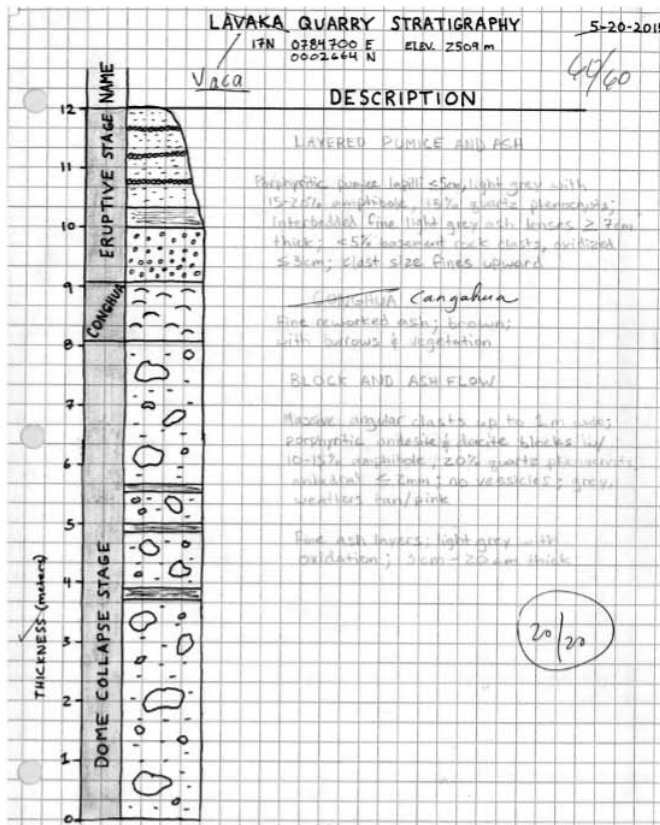 LAVAKA QUARRY STRATIGRAPHY 5-20-2015
17N 0784700 E ELEV. 2509 m
0002664 N
Vaca
60/60
DESCRIPTION
ERUPTIVE STAGE NAME
12
11
10
9
8
7
6
5
4
3
2
1
0
CONGHUA
DOME COLLAPSE STAGE
THICKNESS (meters)
LAYERED PUMICE AND ASH
Porphyritic pumice lapilli ≤5cm, light grey with
15-20% amphibole, 15% quartz phenocrysts;
interbedded fine light grey ash lenses ≥ 7cm
thick; <5% basement rock clasts, oxidized
≤3cm; clast size fines upward
CONGHUA Cangahua
Fine reworked ash; brown;
with burrows & vegetation
BLOCK AND ASH FLOW
Massive angular clasts up to 1m wide;
porphyritic andesite & dacite blocks w/
10-15% amphibole, 20% quartz phenocrysts,
anhedral ≤2mm; no vessicles; grey,
weathers tan/pink
Fine ash layers; light grey with
oxidation; 3cm - 20cm thick
20/20